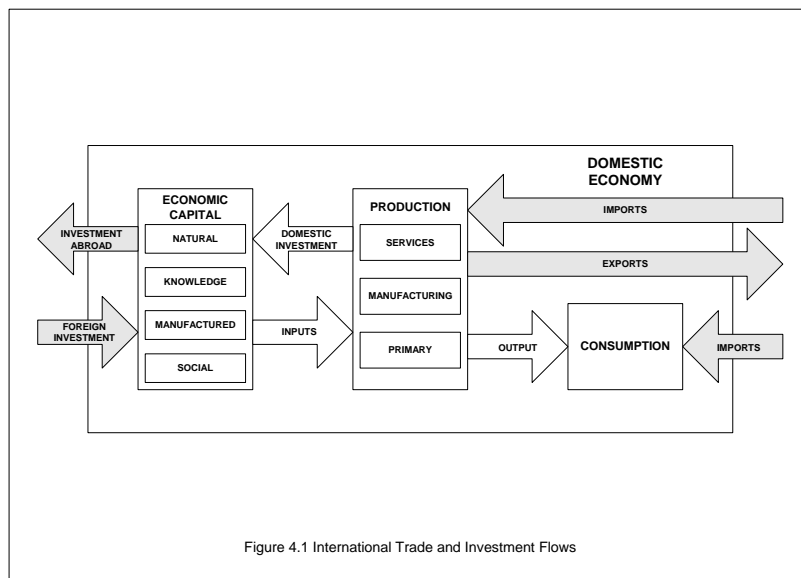 DOMESTIC
ECONOMY
ECONOMIC
CAPITAL
NATURAL
KNOWLEDGE
MANUFACTURED
SOCIAL
INVESTMENT
ABROAD
FOREIGN
INVESTMENT
DOMESTIC
INVESTMENT
INPUTS
PRODUCTION
SERVICES
MANUFACTURING
PRIMARY
IMPORTS
EXPORTS
OUTPUT
CONSUMPTION
IMPORTS
Figure 4.1 International Trade and Investment Flows